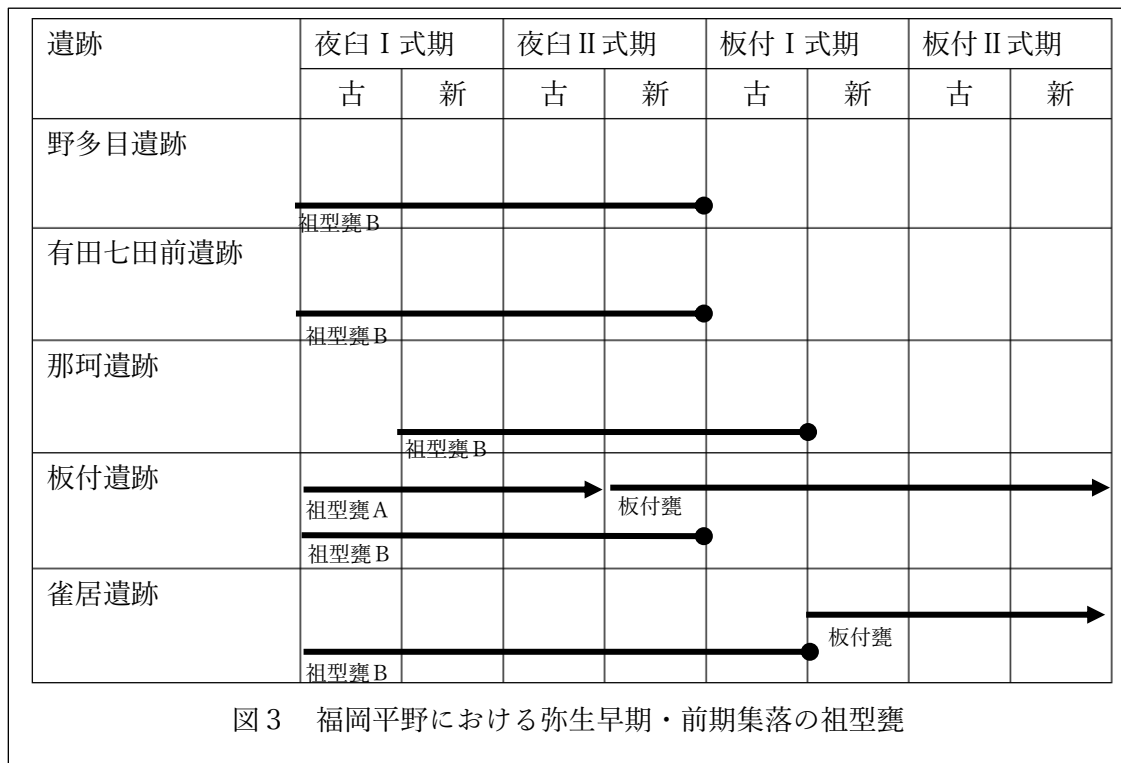 遺跡 夜臼Ⅰ式期 夜臼Ⅱ式期 板付Ⅰ式期 板付Ⅱ式期
古 新 古 新 古 新 古 新
野多目遺跡
祖型甕B
有田七田前遺跡
祖型甕B
那珂遺跡
祖型甕B
板付遺跡
祖型甕A 板付甕
祖型甕B
雀居遺跡
板付甕
祖型甕B
図3 福岡平野における弥生早期・前期集落の祖型甕